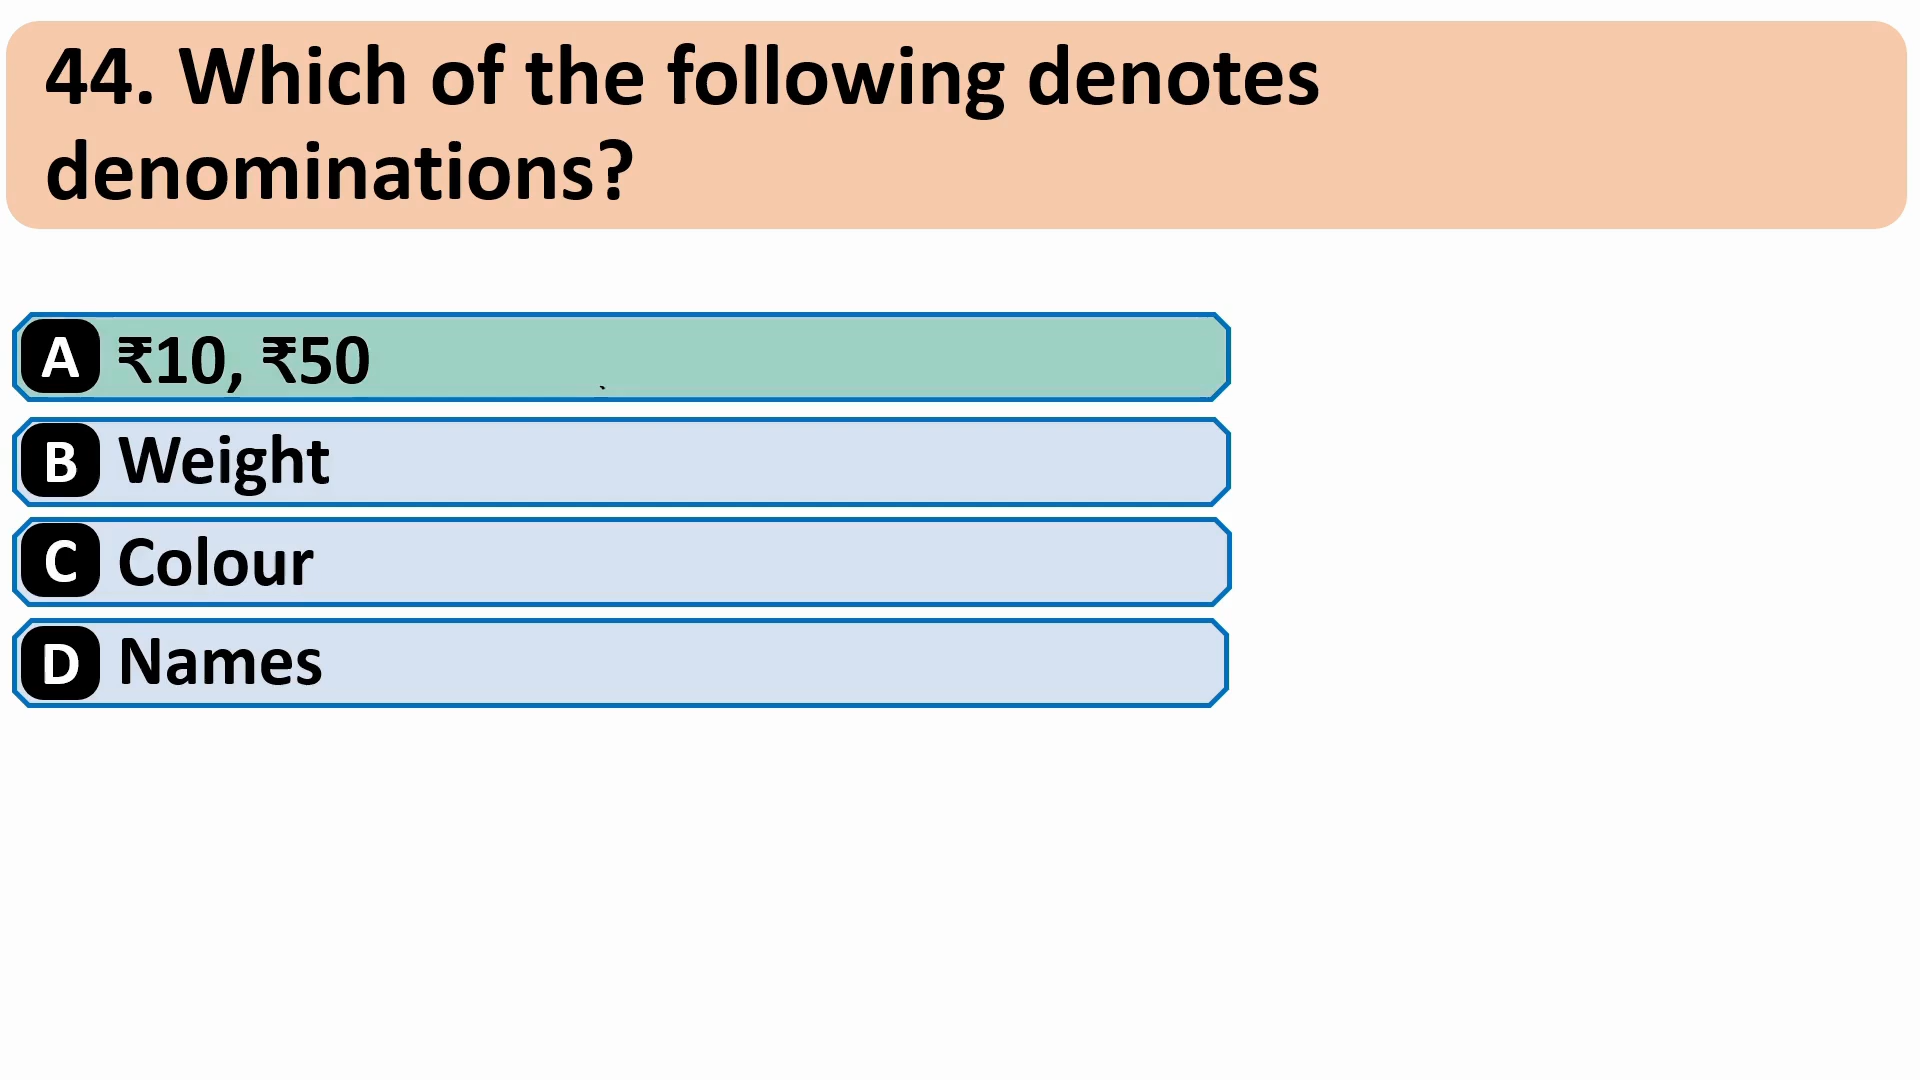 44. Which of the following denotes
denominations?
A ₹10, ₹50
B Weight
C Colour
D Names